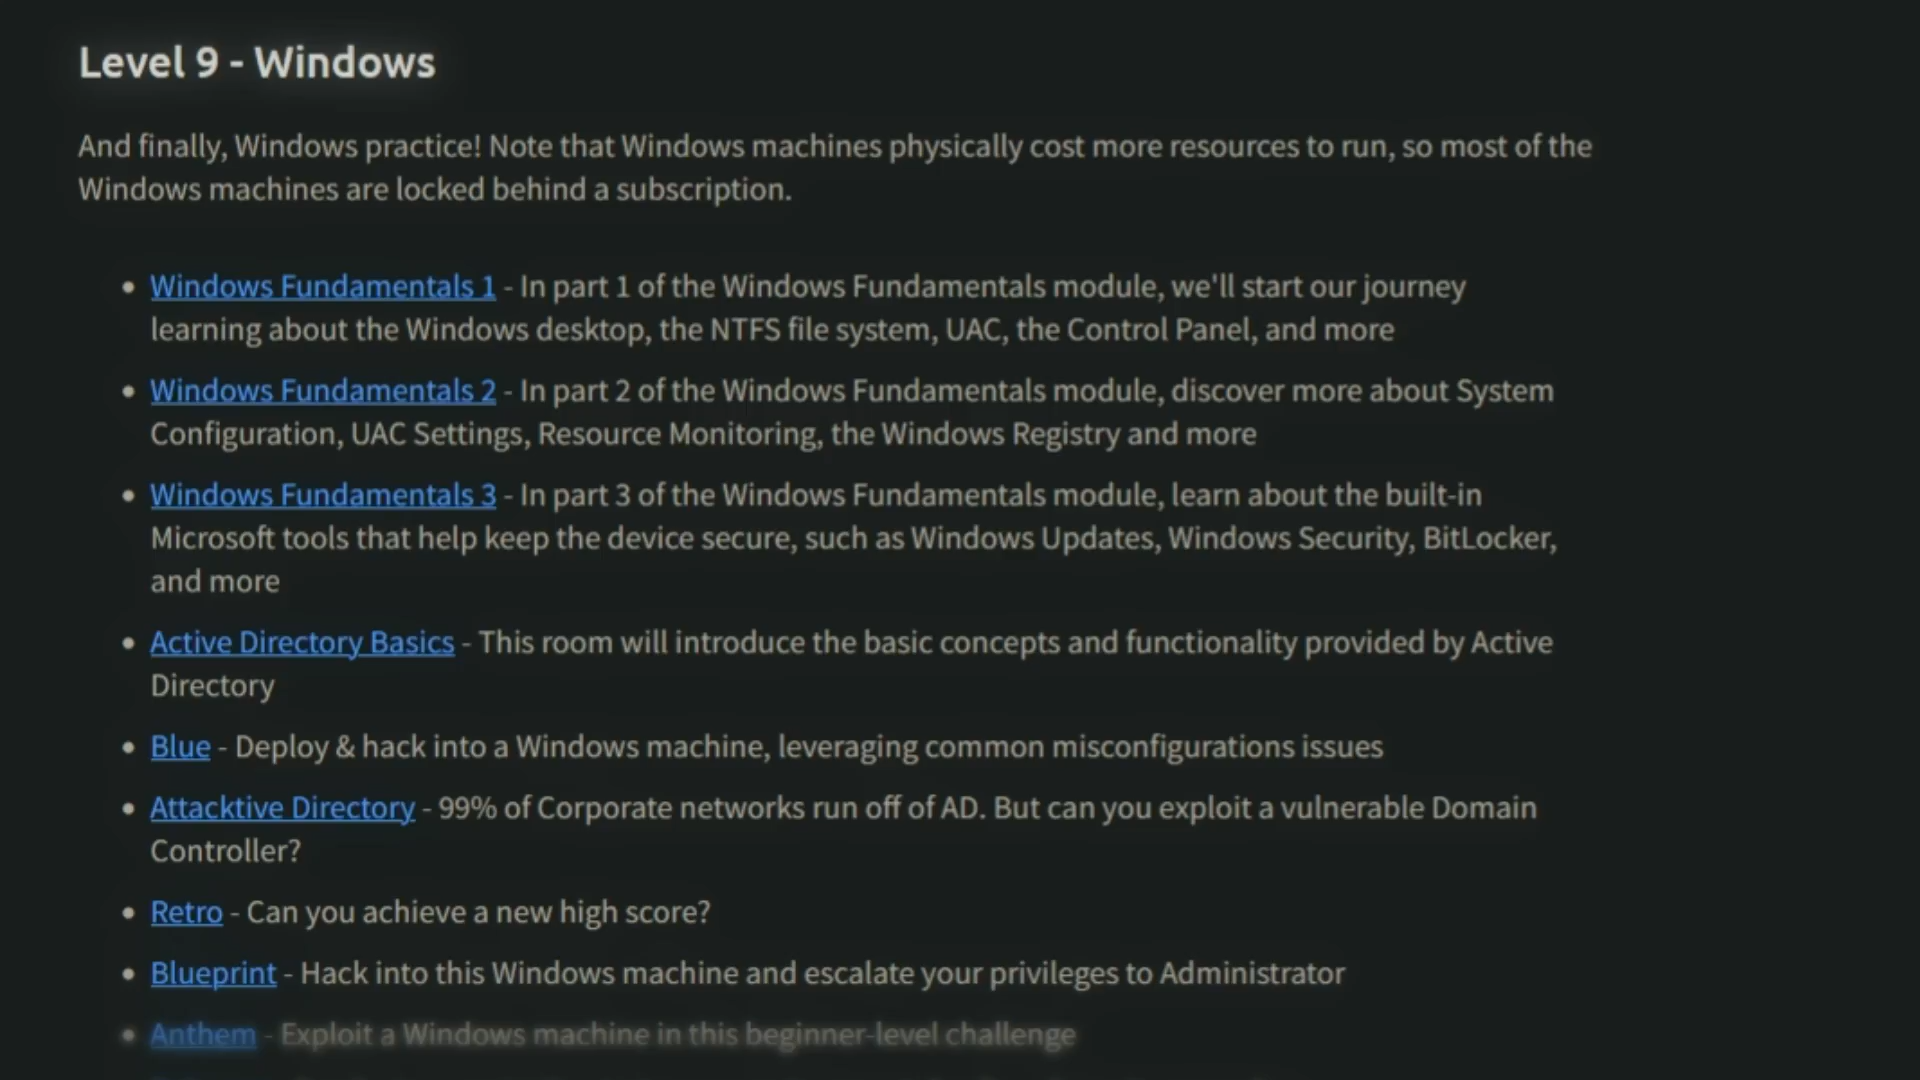 Level 9 - Windows
And finally, Windows practice! Note that Windows machines physically cost more resources to run, so most of the
Windows machines are locked behind a subscription.
• Windows Fundamentals 1 - In part 1 of the Windows Fundamentals module, we'll start our journey
learning about the Windows desktop, the NTFS file system, UAC, the Control Panel, and more
• Windows Fundamentals 2 - In part 2 of the Windows Fundamentals module, discover more about System
Configuration, UAC Settings, Resource Monitoring, the Windows Registry and more
• Windows Fundamentals 3 - In part 3 of the Windows Fundamentals module, learn about the built-in
Microsoft tools that help keep the device secure, such as Windows Updates, Windows Security, BitLocker,
and more
• Active Directory Basics - This room will introduce the basic concepts and functionality provided by Active
Directory
• Blue - Deploy & hack into a Windows machine, leveraging common misconfigurations issues
• Attacktive Directory - 99% of Corporate networks run off of AD. But can you exploit a vulnerable Domain
Controller?
• Retro - Can you achieve a new high score?
• Blueprint - Hack into this Windows machine and escalate your privileges to Administrator
• Anthem - Exploit a Windows machine in this beginner-level challenge